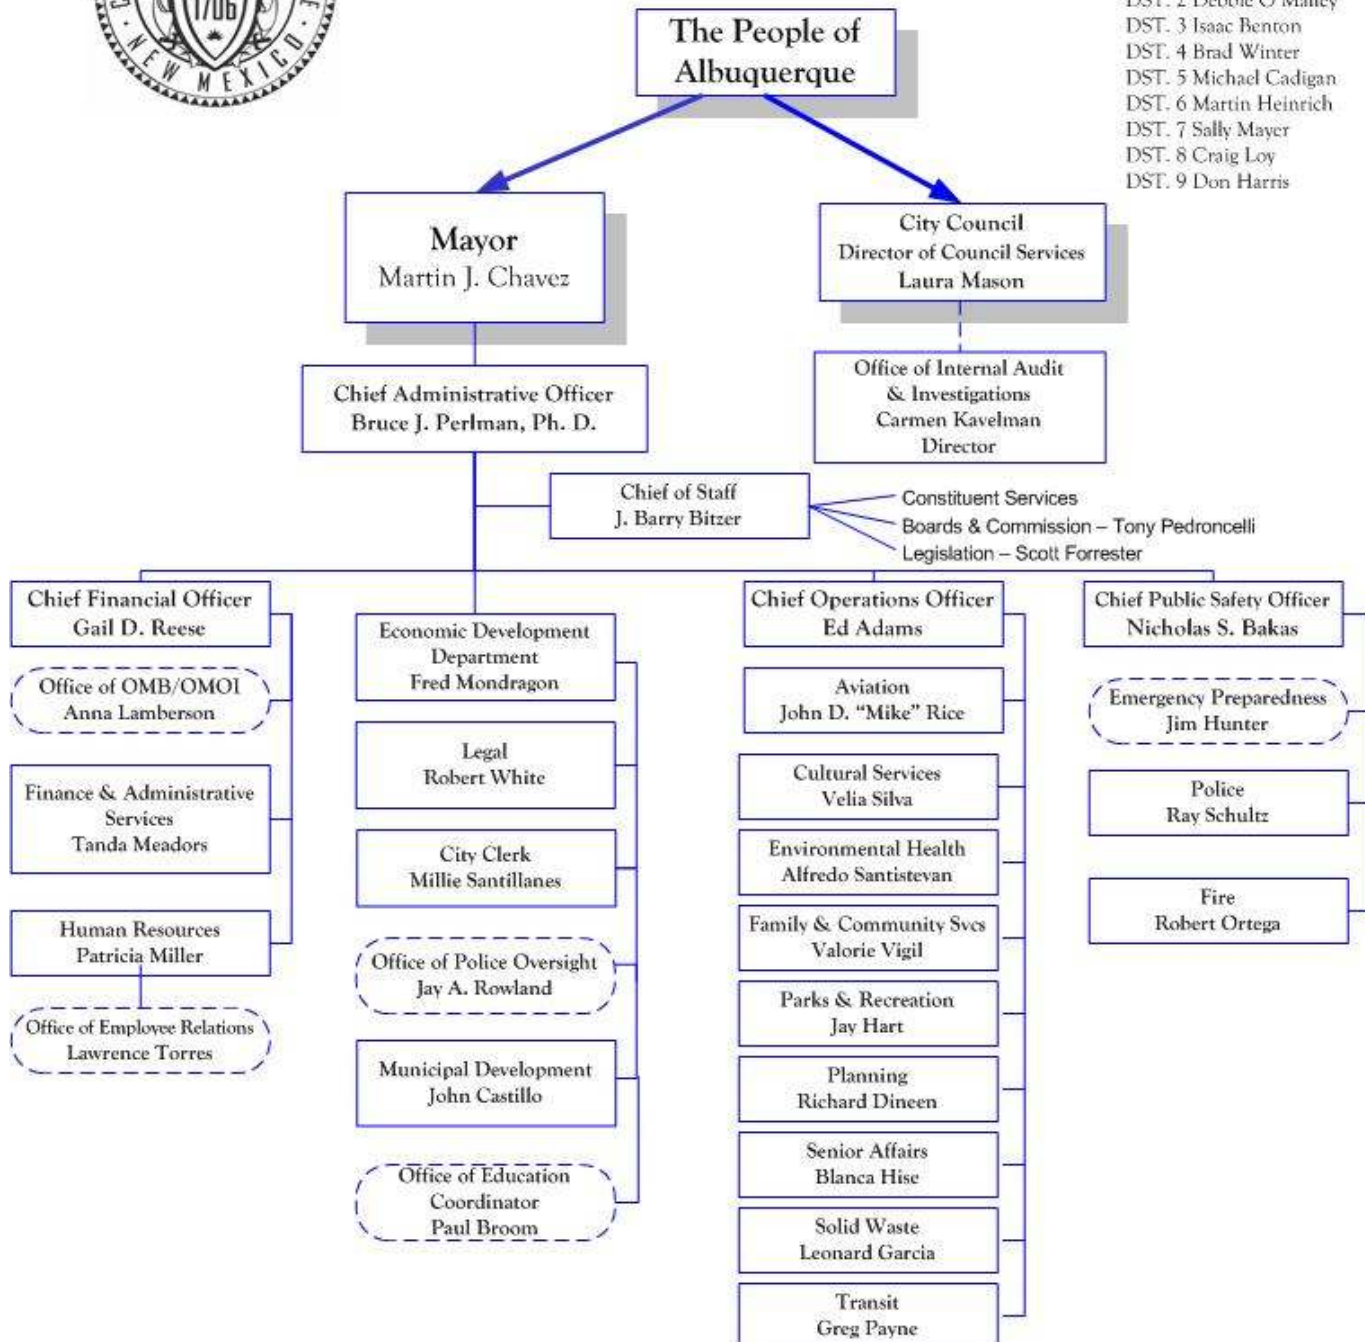 1706
NEW MEXICO
DST. 2 Debbie O'Malley
DST. 3 Isaac Benton
DST. 4 Brad Winter
DST. 5 Michael Cadigan
DST. 6 Martin Heinrich
DST. 7 Sally Mayer
DST. 8 Craig Loy
DST. 9 Don Harris
The People of
Albuquerque
Mayor
Martin J. Chavez
City Council
Director of Council Services
Laura Mason
Chief Administrative Officer
Bruce J. Perlman, Ph. D.
Office of Internal Audit
& Investigations
Carmen Kavelman
Director
Chief of Staff
J. Barry Bitzer
Constituent Services
Boards & Commission – Tony Pedroncelli
Legislation – Scott Forrester
Chief Financial Officer
Gail D. Reese
Office of OMB/OMOI
Anna Lamberson
Finance & Administrative
Services
Tanda Meadors
Human Resources
Patricia Miller
Office of Employee Relations
Lawrence Torres
Economic Development
Department
Fred Mondragon
Legal
Robert White
City Clerk
Millie Santillanes
Office of Police Oversight
Jay A. Rowland
Municipal Development
John Castillo
Office of Education
Coordinator
Paul Broom
Chief Operations Officer
Ed Adams
Aviation
John D. “Mike” Rice
Cultural Services
Velia Silva
Environmental Health
Alfredo Santistevan
Family & Community Svcs
Valorie Vigil
Parks & Recreation
Jay Hart
Planning
Richard Dineen
Senior Affairs
Blanca Hise
Solid Waste
Leonard Garcia
Transit
Greg Payne
Chief Public Safety Officer
Nicholas S. Bakas
Emergency Preparedness
Jim Hunter
Police
Ray Schultz
Fire
Robert Ortega